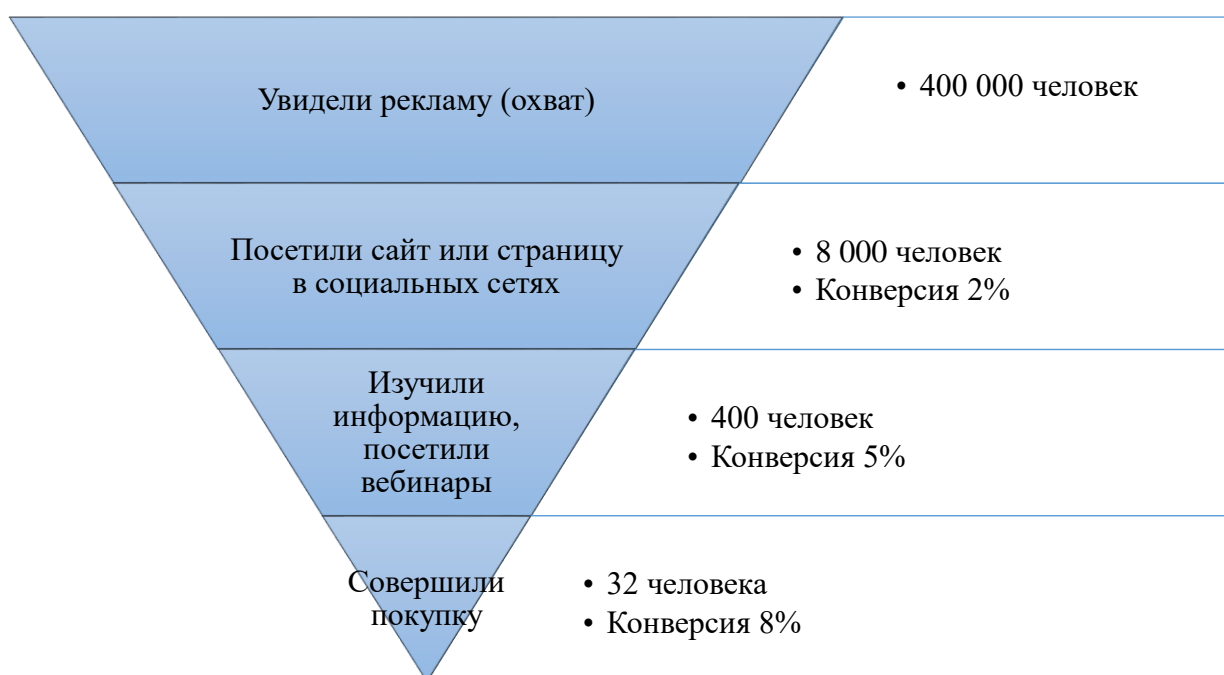 Увидели рекламу (охват)
• 400 000 человек
Посетили сайт или страницу
в социальных сетях
• 8 000 человек
• Конверсия 2%
Изучили
информацию,
посетили
вебинары
• 400 человек
• Конверсия 5%
Совершили
покупку
• 32 человека
• Конверсия 8%